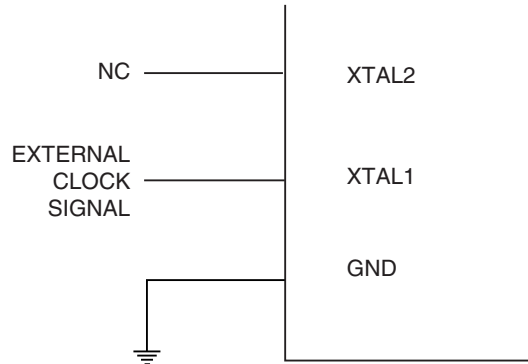 NC
XTAL2
EXTERNAL
CLOCK
SIGNAL
XTAL1
GND